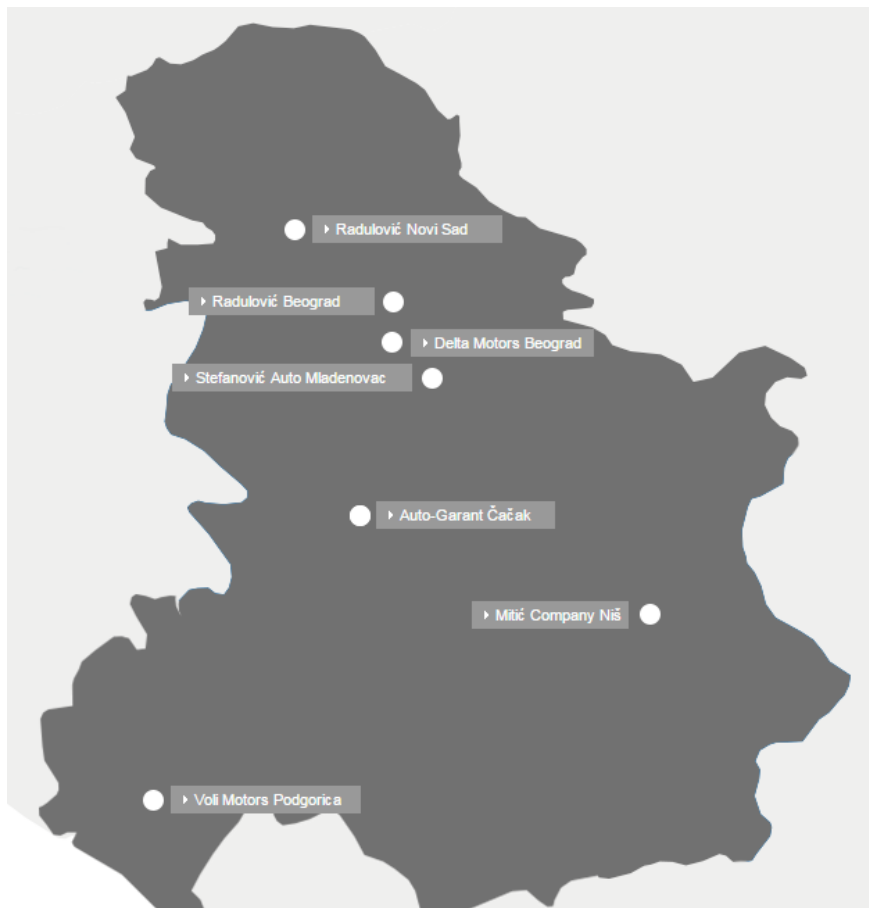 Radulović Novi Sad
Radulović Beograd
Delta Motors Beograd
Stefanović Auto Mladenovac
Auto-Garant Čačak
Mitić Company Niš
Voli Motors Podgorica